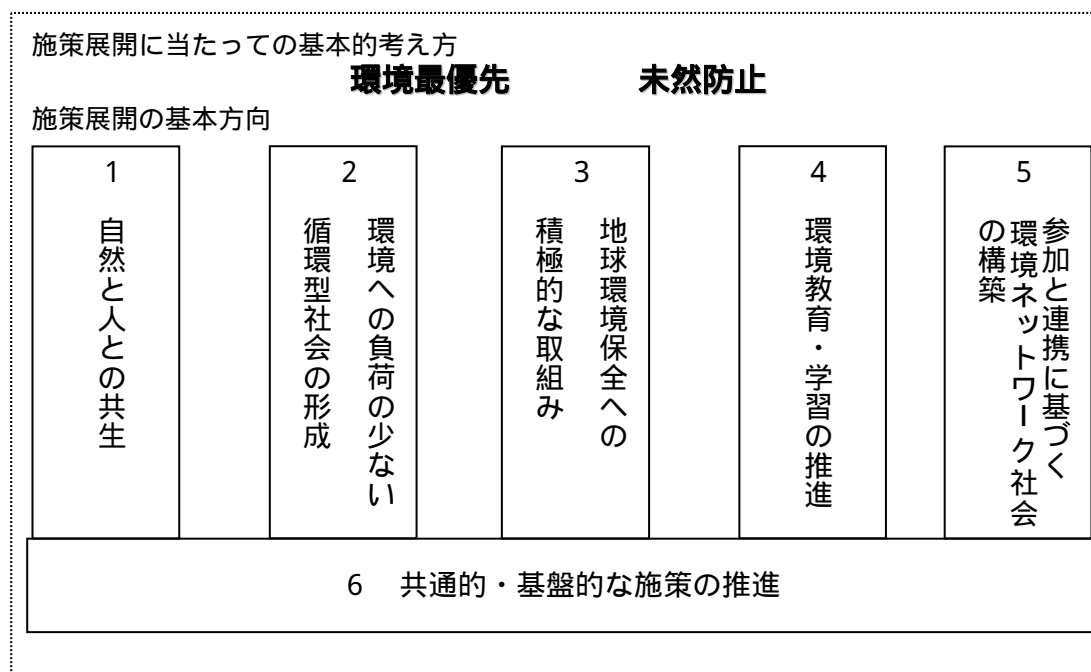 施策展開に当たっての基本的考え方
環境最優先 未然防止
施策展開の基本方向
1
自然と人との共生
2
環境への負荷の少ない
循環型社会の形成
3
地球環境保全への
積極的な取組み
4
環境教育・学習の推進
5
参加と連携に基づく
環境ネットワーク社会
の構築
6 共通的・基盤的な施策の推進